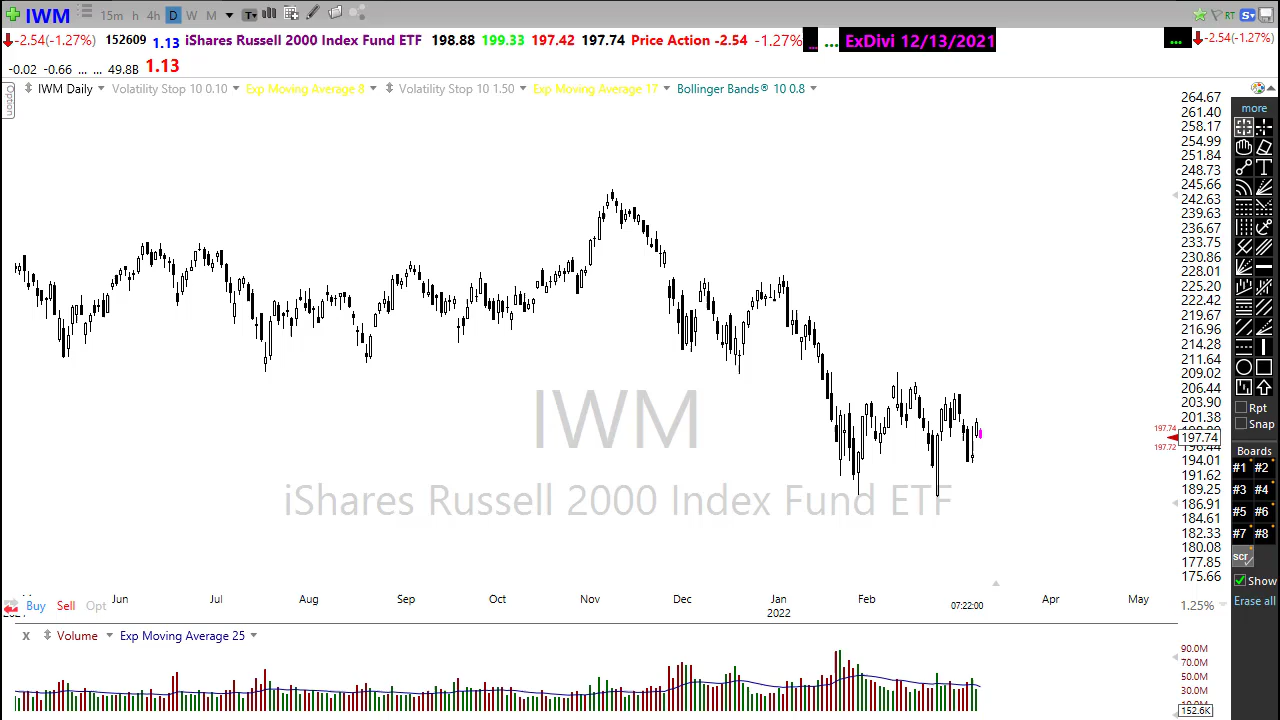 IWM 15m h 4h D W M T RT S
-2.54(-1.27%) 152609 1.13 iShares Russell 2000 Index Fund ETF 198.88 199.33 197.42 197.74 Price Action -2.54 -1.27% ... ... ExDivi 12/13/2021 ... -2.54(-1.27%)
-0.02 -0.66 ... ... 49.8B 1.13
Option
IWM Daily Volatility Stop 10 0.10 Exp Moving Average 8 Volatility Stop 10 1.50 Exp Moving Average 17 Bollinger Bands® 10 0.8
264.67
261.40
258.17
254.99
251.84
248.73
245.66
242.63
239.63
236.67
233.75
230.86
228.01
225.20
222.42
219.67
216.96
214.28
211.64
209.02
206.44
203.90
201.38
197.74
197.74
197.72
196.44
194.01
191.62
189.25
186.91
184.61
182.33
180.08
177.85
175.66
more
Rpt
Snap
Boards
#1 #2
#3 #4
#5 #6
#7 #8
scr
Show
Erase all
IWM
iShares Russell 2000 Index Fund ETF
Jun Jul Aug Sep Oct Nov Dec Jan Feb 07:22:00 Apr May
2022
Buy Sell Opt
1.25%
x Volume Exp Moving Average 25
90.0M
70.0M
50.0M
30.0M
152.6K